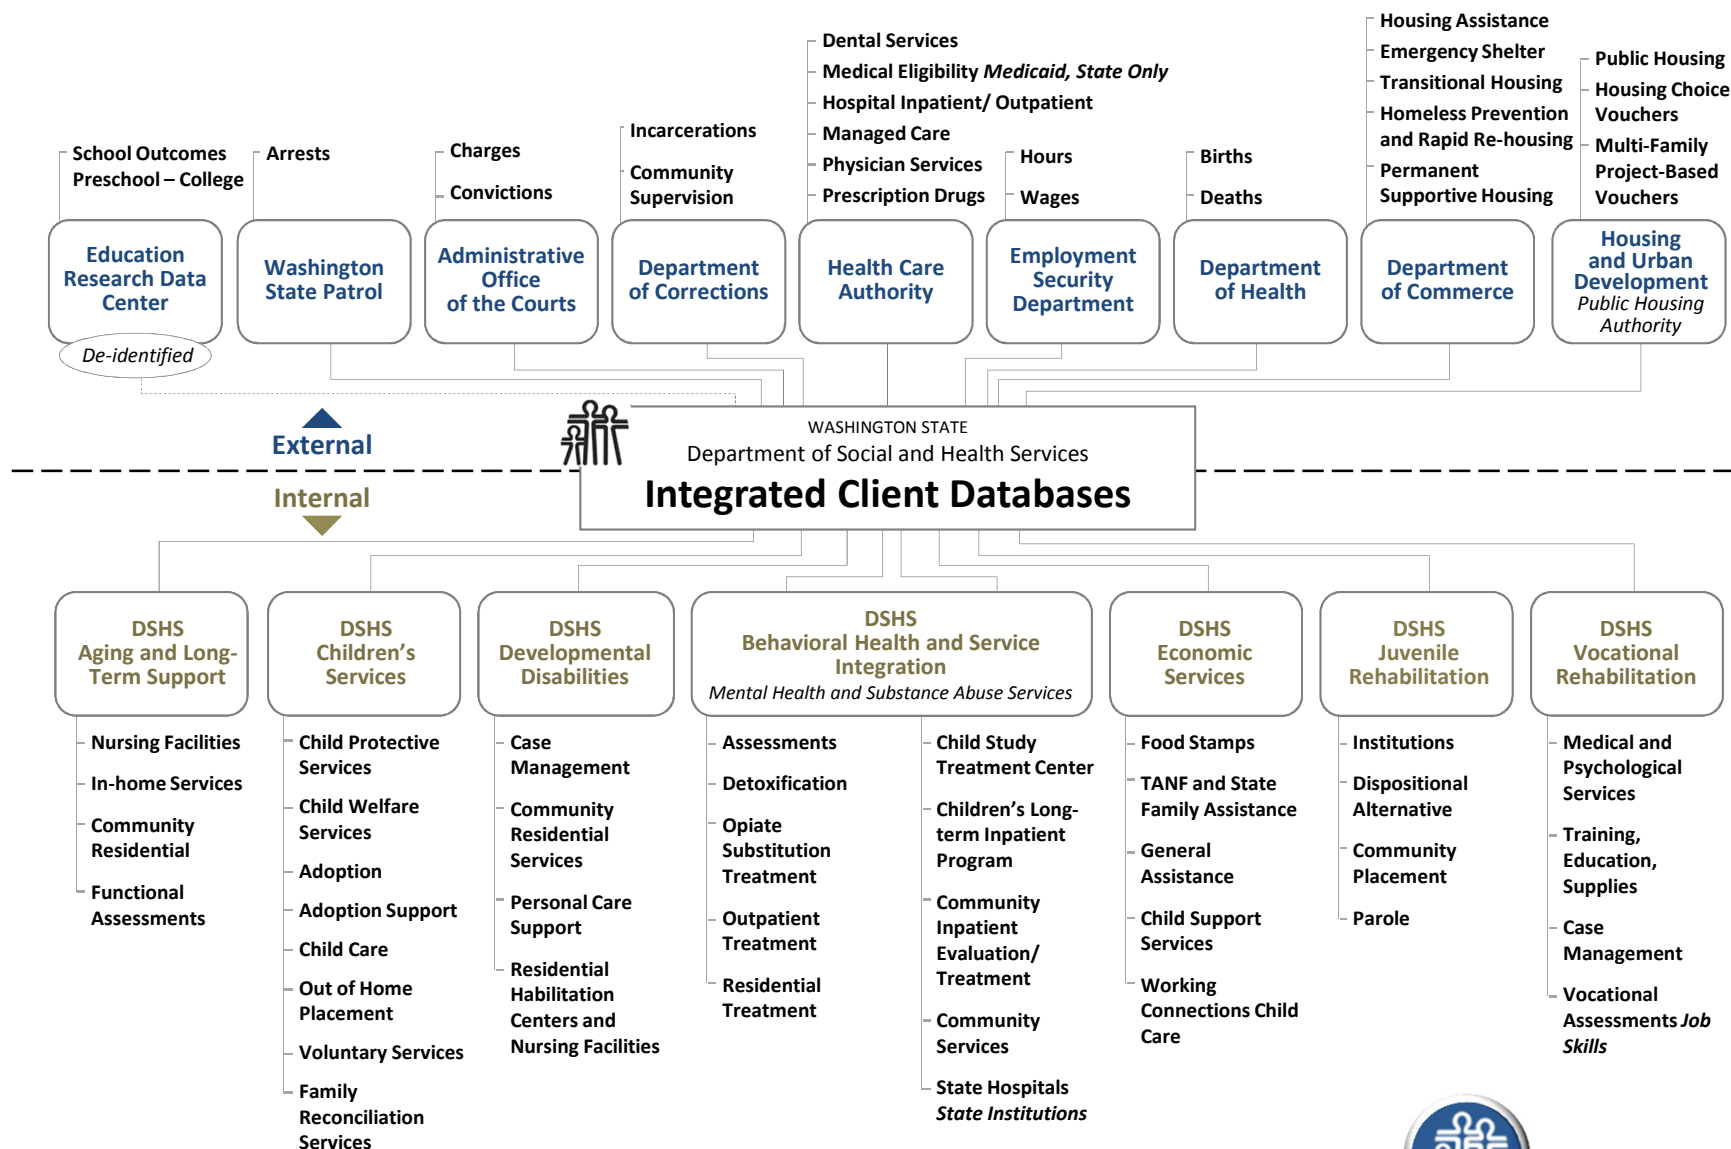 School Outcomes
Preschool – College
Education
Research Data
Center
De-identified
Arrests
Washington
State Patrol
Charges
Convictions
Administrative
Office
of the Courts
Incarcerations
Community
Supervision
Department
of Corrections
Dental Services
Medical Eligibility Medicaid, State Only
Hospital Inpatient/ Outpatient
Managed Care
Physician Services
Prescription Drugs
Health Care
Authority
Hours
Wages
Employment
Security
Department
Births
Deaths
Department
of Health
Housing Assistance
Emergency Shelter
Transitional Housing
Homeless Prevention
and Rapid Re-housing
Permanent
Supportive Housing
Department
of Commerce
Public Housing
Housing Choice
Vouchers
Multi-Family
Project-Based
Vouchers
Housing
and Urban
Development
Public Housing
Authority
External
WASHINGTON STATE
Department of Social and Health Services
Integrated Client Databases
Internal
DSHS
Aging and Long-
Term Support
Nursing Facilities
In-home Services
Community
Residential
Functional
Assessments
DSHS
Children’s
Services
Child Protective
Services
Child Welfare
Services
Adoption
Adoption Support
Child Care
Out of Home
Placement
Voluntary Services
Family
Reconciliation
Services
DSHS
Developmental
Disabilities
Case
Management
Community
Residential
Services
Personal Care
Support
Residential
Habilitation
Centers and
Nursing Facilities
DSHS
Behavioral Health and Service
Integration
Mental Health and Substance Abuse Services
Assessments
Detoxification
Opiate
Substitution
Treatment
Outpatient
Treatment
Residential
Treatment
Child Study
Treatment Center
Children’s Long-
term Inpatient
Program
Community
Inpatient
Evaluation/
Treatment
Community
Services
State Hospitals
State Institutions
DSHS
Economic
Services
Food Stamps
TANF and State
Family Assistance
General
Assistance
Child Support
Services
Working
Connections Child
Care
DSHS
Juvenile
Rehabilitation
Institutions
Dispositional
Alternative
Community
Placement
Parole
DSHS
Vocational
Rehabilitation
Medical and
Psychological
Services
Training,
Education,
Supplies
Case
Management
Vocational
Assessments Job
Skills